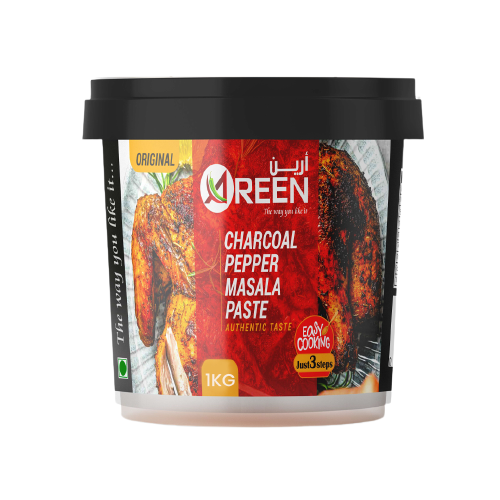 ORIGINAL
أرين
OREEN
The way you like it
CHARCOAL
PEPPER
MASALA
PASTE
AUTHENTIC TASTE
EASY
COOKING
Just 3 steps
1KG
The way you like it...